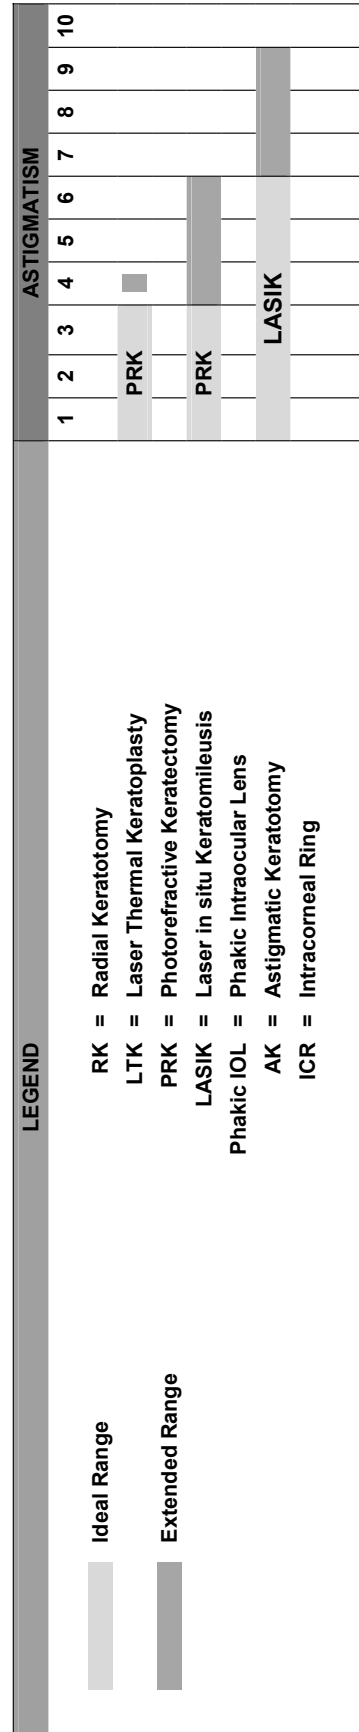 LEGEND
ASTIGMATISM
1 2 3 4 5 6 7 8 9 10
Ideal Range
Extended Range
RK = Radial Keratotomy
LTK = Laser Thermal Keratoplasty
PRK = Photorefractive Keratectomy
LASIK = Laser in situ Keratomileusis
Phakic IOL = Phakic Intraocular Lens
AK = Astigmatic Keratotomy
ICR = Intracorneal Ring
PRK
PRK
LASIK